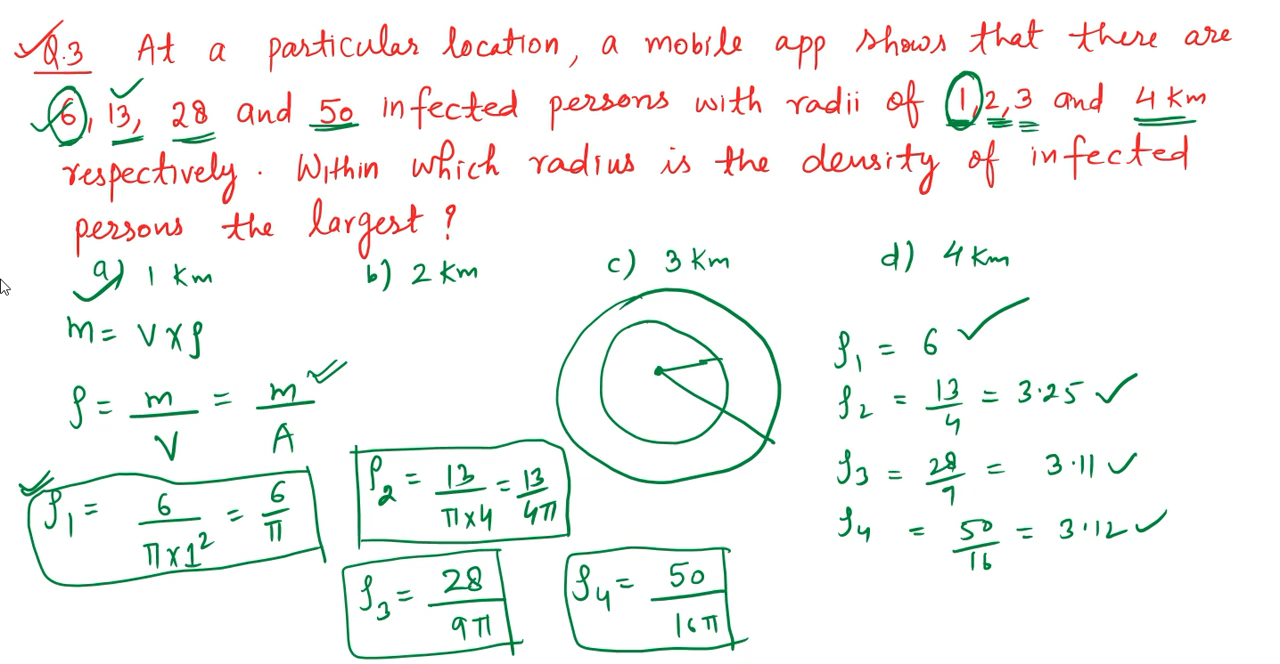 Q.3 At a particular location, a mobile app shows that there are
6, 13, 28 and 50 infected persons with radii of 1, 2, 3 and 4 Km
respectively. Within which radius is the density of infected
persons the largest?
a) 1 Km b) 2 Km c) 3 Km d) 4 Km
m = V × ρ
ρ = m/V = m/A
ρ₁ = 6/(π×1²) = 6/π
ρ₂ = 13/(π×4) = 13/4π
ρ₃ = 28/9π
ρ₄ = 50/16π
ρ₁ = 6
ρ₂ = 13/4 = 3.25
ρ₃ = 28/9 = 3.11
ρ₄ = 50/16 = 3.12